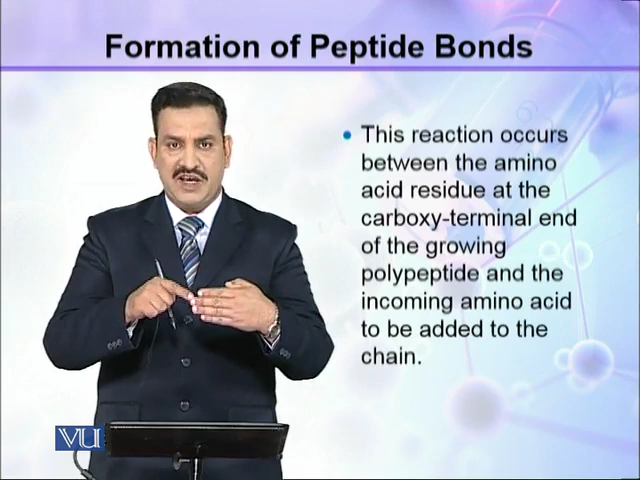 Formation of Peptide Bonds
• This reaction occurs
between the amino
acid residue at the
carboxy-terminal end
of the growing
polypeptide and the
incoming amino acid
to be added to the
chain.
VU